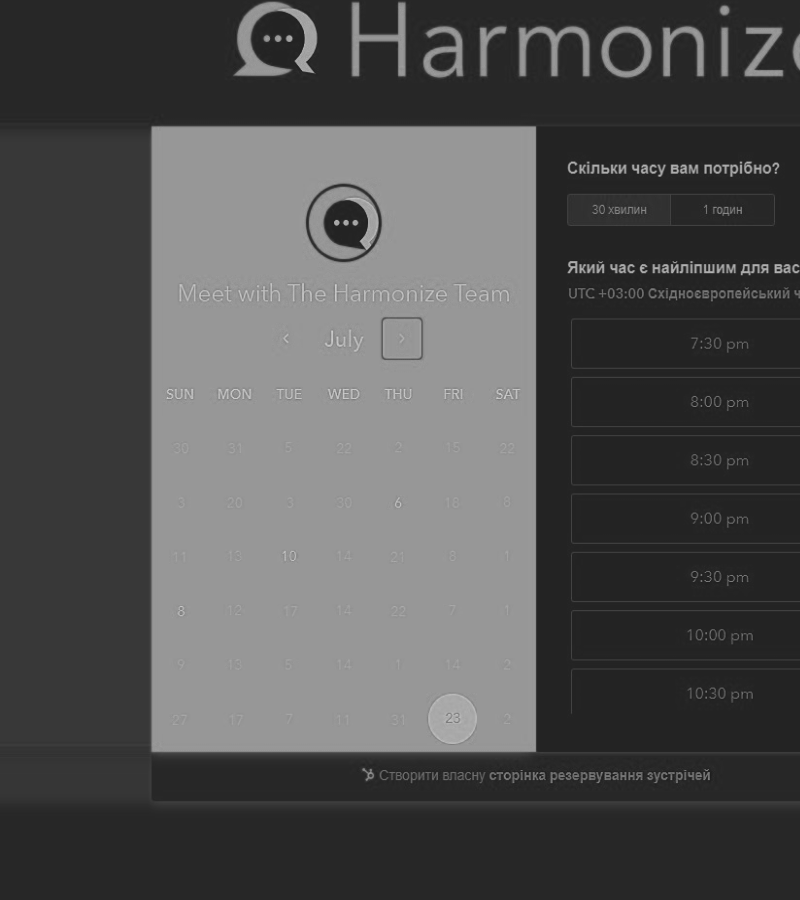 Harmoniz
Скільки часу вам потрібно?
30 хвилин 1 годин
Який час є найліпшим для вас
UTC +03:00 Східноєвропейський ч
Meet with The Harmonize Team
July
SUN MON TUE WED THU FRI SAT
30 31 5 22 2 15 22
3 20 3 30 6 18 8
11 13 10 14 21 8 1
8 12 17 14 22 7 1
9 13 5 14 1 14 2
27 17 7 11 31 23 2
7:30 pm
8:00 pm
8:30 pm
9:00 pm
9:30 pm
10:00 pm
10:30 pm
Створити власну сторінка резервування зустрічей